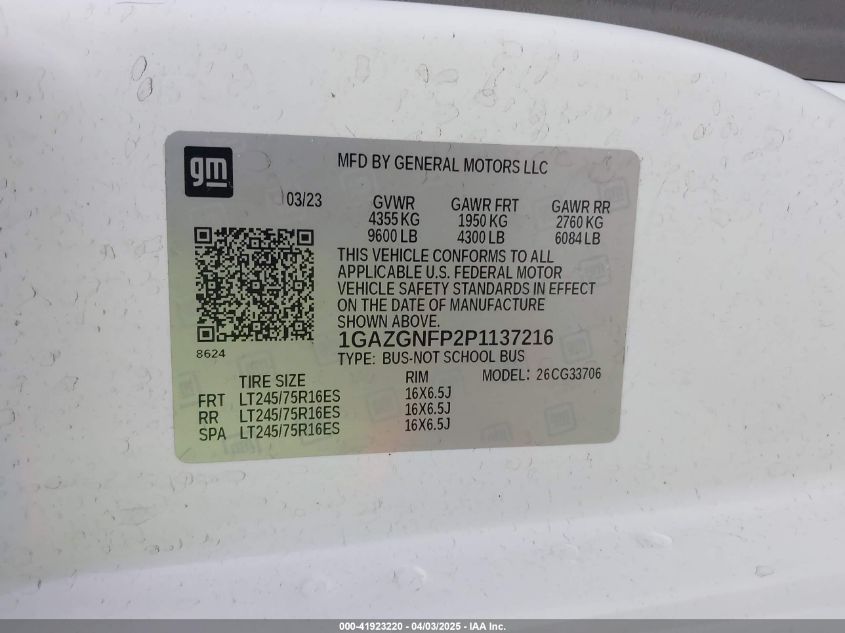 gm
MFD BY GENERAL MOTORS LLC
03/23
GVWR GAWR FRT GAWR RR
4355 KG 1950 KG 2760 KG
9600 LB 4300 LB 6084 LB
THIS VEHICLE CONFORMS TO ALL
APPLICABLE U.S. FEDERAL MOTOR
VEHICLE SAFETY STANDARDS IN EFFECT
ON THE DATE OF MANUFACTURE
SHOWN ABOVE.
1GAZGNFP2P1137216
8624
TYPE: BUS-NOT SCHOOL BUS
TIRE SIZE RIM MODEL: 26CG33706
FRT LT245/75R16ES 16X6.5J
RR LT245/75R16ES 16X6.5J
SPA LT245/75R16ES 16X6.5J
000-41923220 - 04/03/2025 - IAA Inc.